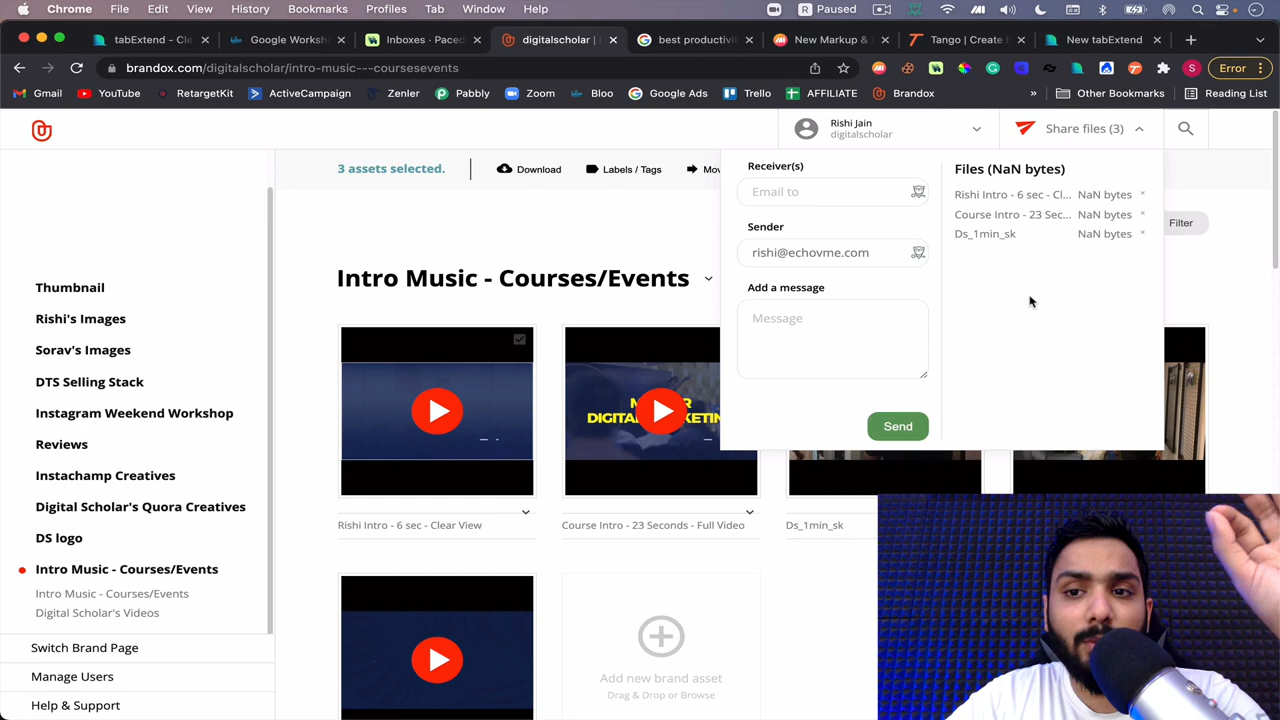 Chrome File Edit View History Bookmarks Profiles Tab Window Help
tabExtend - Cle
Google Worksh
Inboxes - Paced
digitalscholar |
best productivi
New Markup &
Tango | Create
New tabExtend
brandox.com/digitalscholar/intro-music---coursesevents
S
Error
Gmail
YouTube
RetargetKit
ActiveCampaign
Zenler
Pabbly
Zoom
Bloo
Google Ads
Trello
AFFILIATE
Brandox
»
Other Bookmarks
Reading List
Rishi Jain
digitalscholar
Share files (3)
3 assets selected.
Download
Labels / Tags
Mov
Receiver(s)
Email to
Sender
rishi@echovme.com
Add a message
Message
Send
Files (NaN bytes)
Rishi Intro - 6 sec - Cl... NaN bytes ×
Course Intro - 23 Sec... NaN bytes ×
Ds_1min_sk NaN bytes ×
Filter
Intro Music - Courses/Events
Thumbnail
Rishi's Images
Sorav's Images
DTS Selling Stack
Instagram Weekend Workshop
Reviews
Instachamp Creatives
Digital Scholar's Quora Creatives
DS logo
Intro Music - Courses/Events
Intro Music - Courses/Events
Digital Scholar's Videos
Switch Brand Page
Manage Users
Help & Support
DIGITAL MARKETIN
Rishi Intro - 6 sec - Clear View
Course Intro - 23 Seconds - Full Video
Ds_1min_sk
Add new brand asset
Drag & Drop or Browse